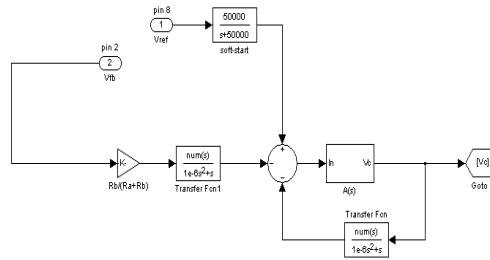 pin 8
1
Vref
50000
s+50000
soft-start
pin 2
2
Vfb
K-
Rb/(Ra+Rb)
num(s)
1e-6s²+s
Transfer Fcn1
+
−
−
In
Vc
A(s)
[Vc]
Goto
Transfer Fcn
num(s)
1e-6s²+s